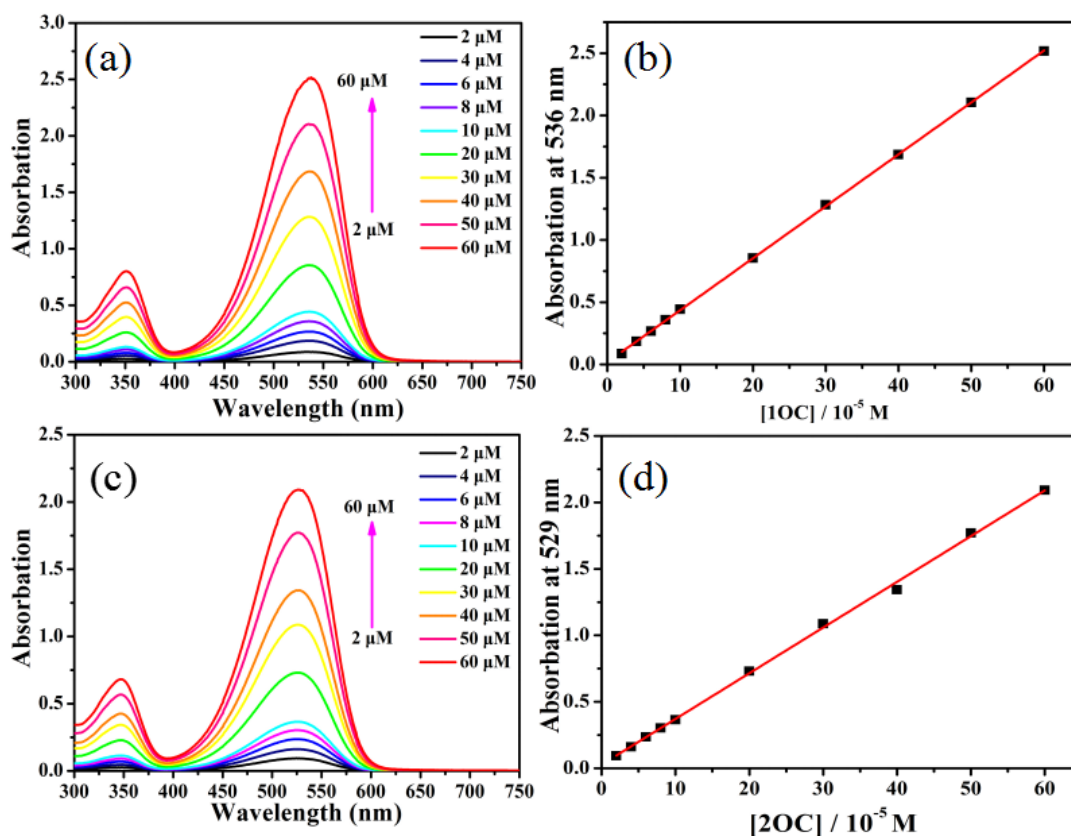 (a)
3.0
2.5
2.0
1.5
1.0
0.5
0.0
300 350 400 450 500 550 600 650 700 750
Absorbation
Wavelength (nm)
60 μM
2 μM
2 μM
4 μM
6 μM
8 μM
10 μM
20 μM
30 μM
40 μM
50 μM
60 μM
(b)
2.5
2.0
1.5
1.0
0.5
0.0
0 10 20 30 40 50 60
Absorbation at 536 nm
[1OC] / 10⁻⁵ M
(c)
2.5
2.0
1.5
1.0
0.5
0.0
300 350 400 450 500 550 600 650 700 750
Absorbation
Wavelength (nm)
60 μM
2 μM
2 μM
4 μM
6 μM
8 μM
10 μM
20 μM
30 μM
40 μM
50 μM
60 μM
(d)
2.5
2.0
1.5
1.0
0.5
0.0
0 10 20 30 40 50 60
Absorbation at 529 nm
[2OC] / 10⁻⁵ M